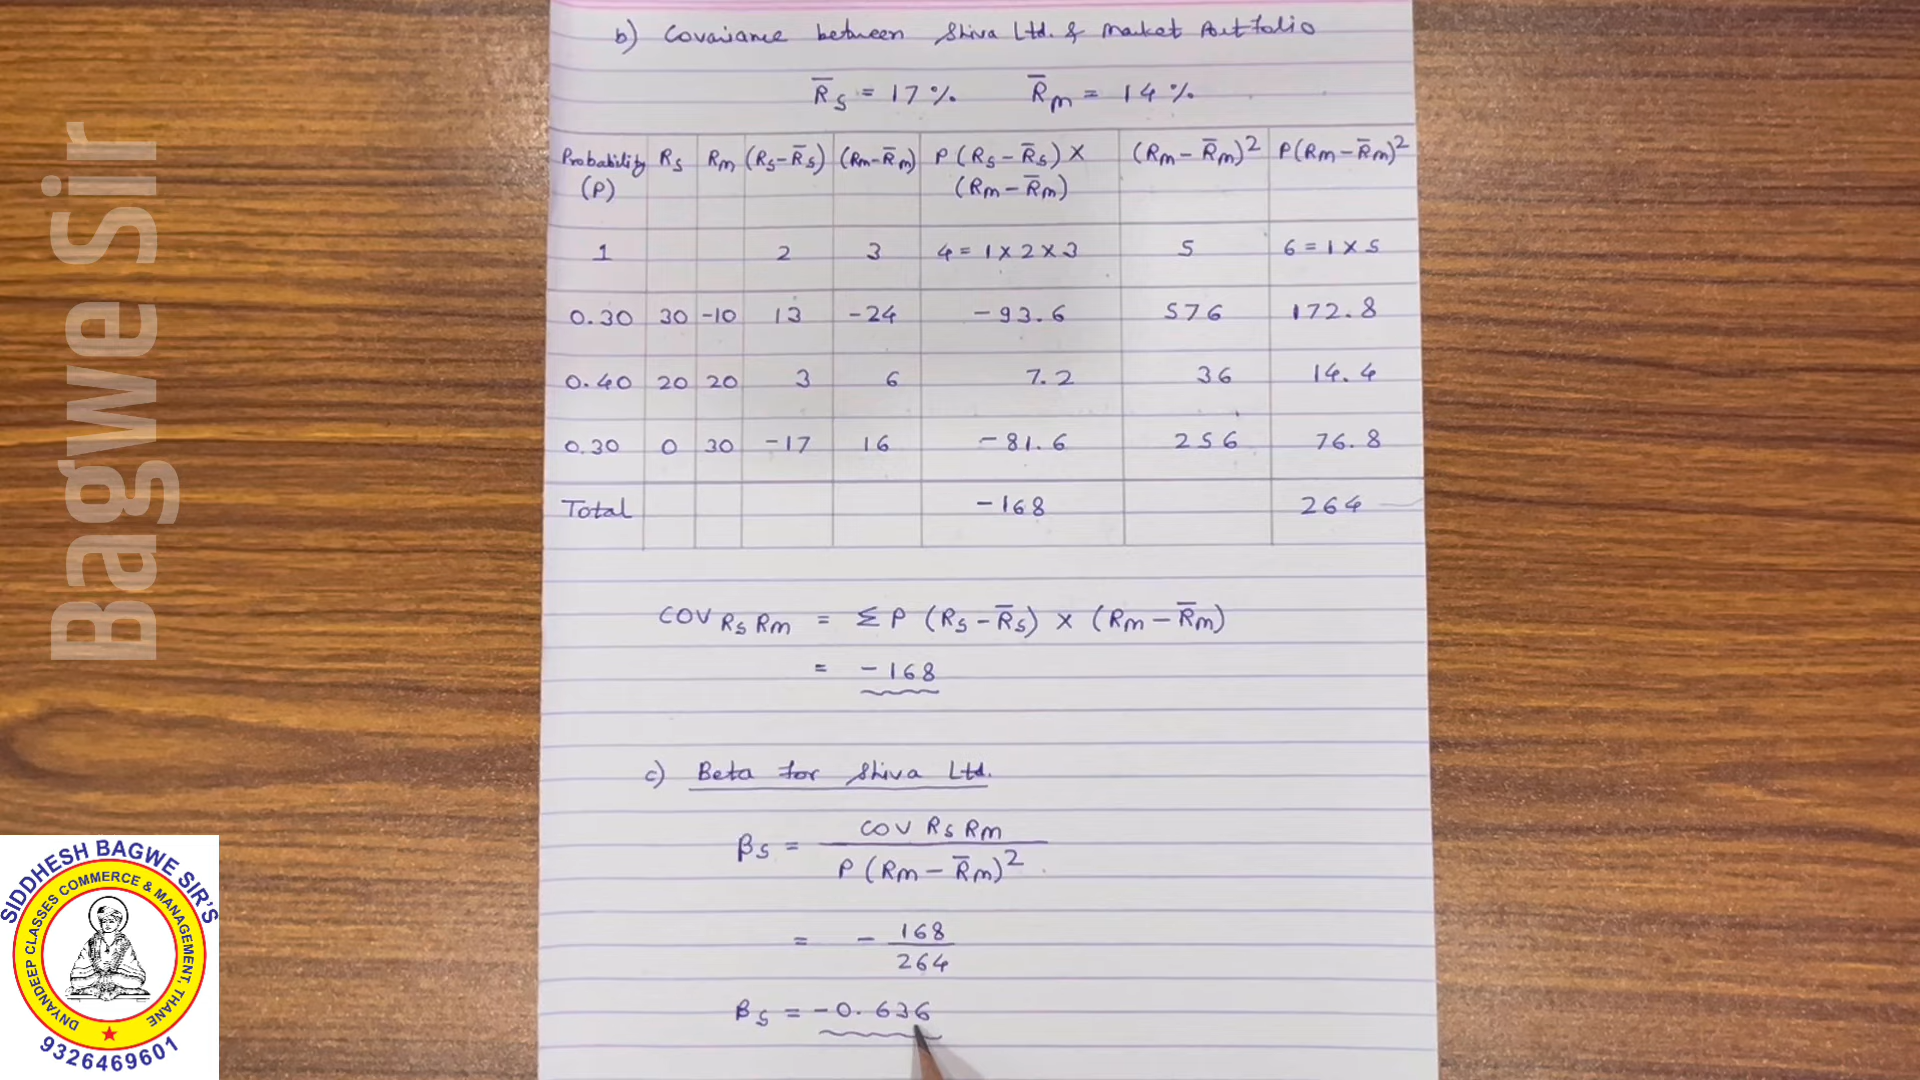 b) Covariance between Shiva Ltd. & Market Portfolio
R̅s = 17% R̅m = 14%
Probability (P) Rs Rm (Rs-R̅s) (Rm-R̅m) P(Rs-R̅s) × (Rm-R̅m) (Rm-R̅m)² P(Rm-R̅m)²
1 2 3 4 = 1 × 2 × 3 5 6 = 1 × 5
0.30 30 -10 13 -24 -93.6 576 172.8
0.40 20 20 3 6 7.2 36 14.4
0.30 0 30 -17 16 -81.6 256 76.8
Total -168 264
COV Rs Rm = Σ P (Rs-R̅s) × (Rm-R̅m)
= -168
c) Beta for Shiva Ltd.
βs = COV Rs Rm
P (Rm-R̅m)²
= - 168
264
βs = -0.636
Bagwe Sir
SIDDHESH BAGWE SIR'S
DNYANDEEP CLASSES COMMERCE & MANAGEMENT, THANE
9326469601